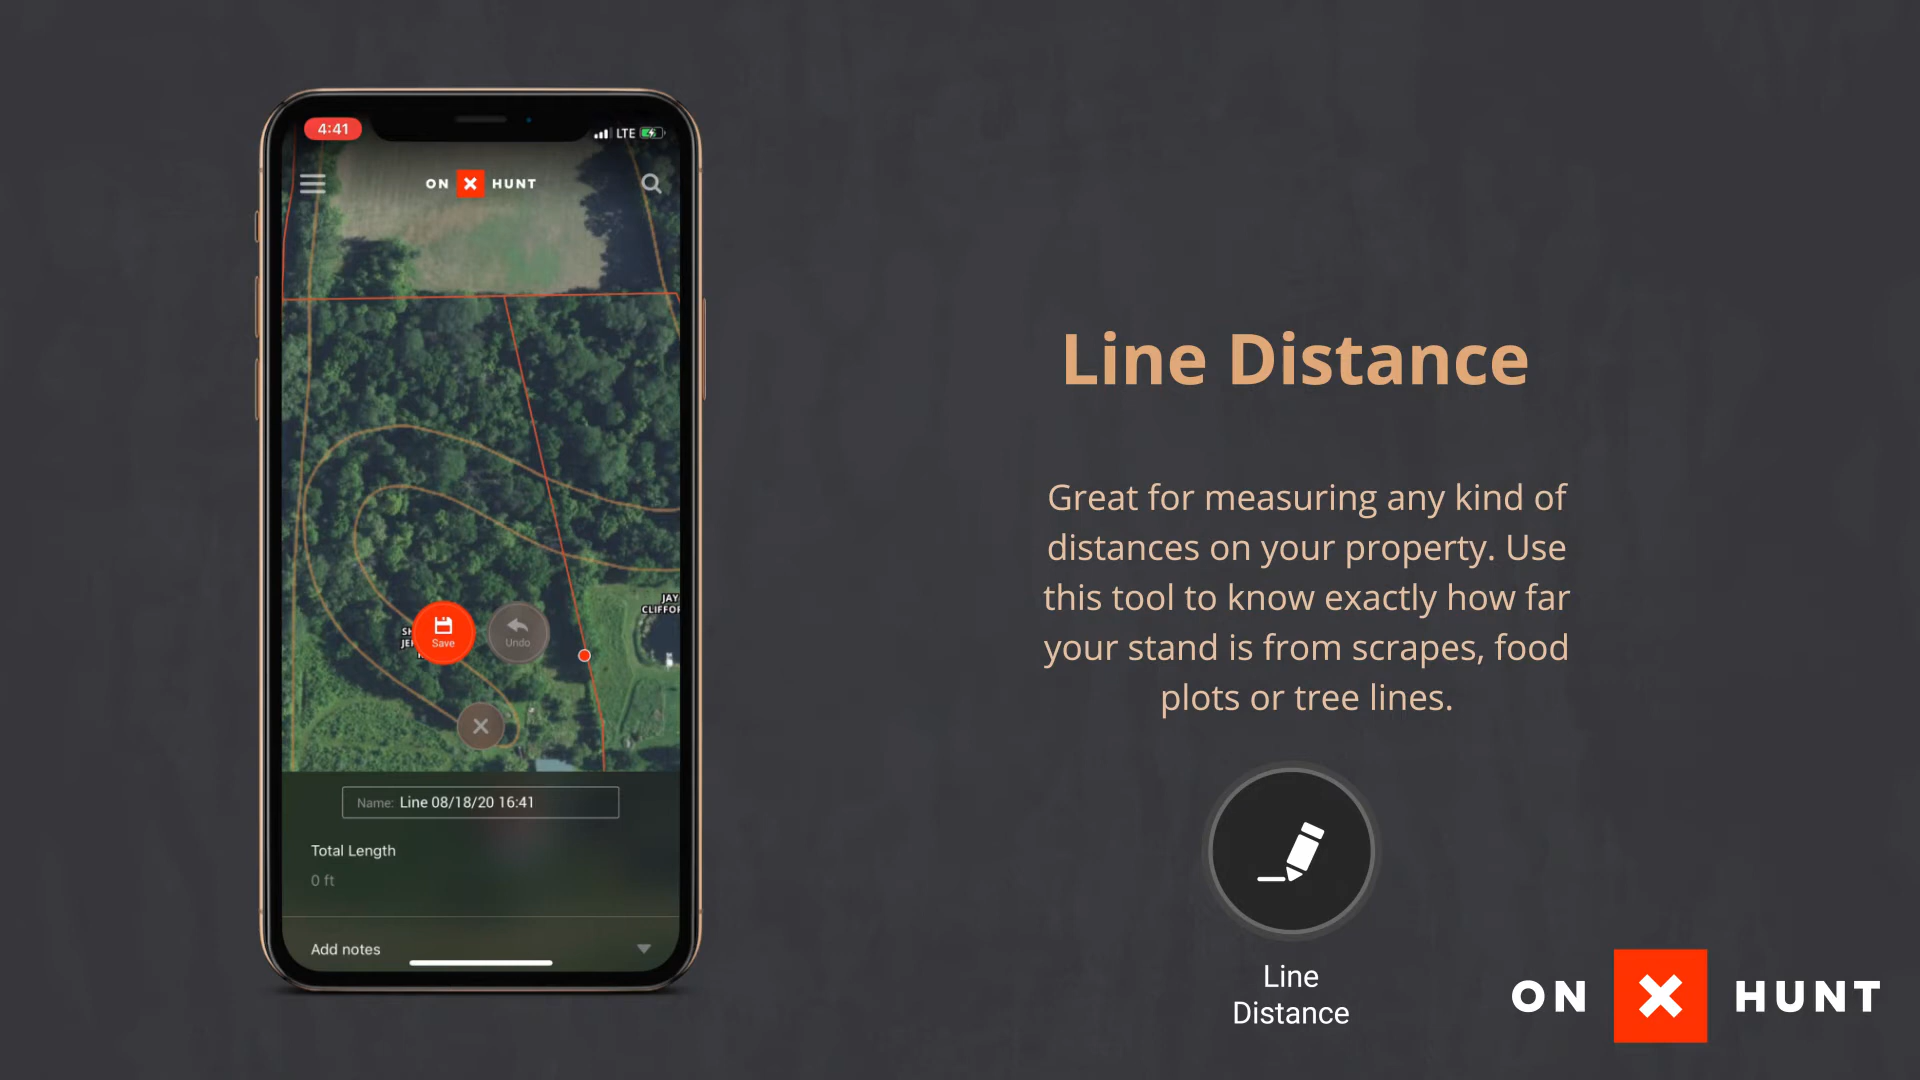 4:41
LTE
ON X HUNT
JAY
CLIFFOR
Save
Undo
Name: Line 08/18/20 16:41
Total Length
0 ft
Add notes
Line Distance
Great for measuring any kind of
distances on your property. Use
this tool to know exactly how far
your stand is from scrapes, food
plots or tree lines.
Line
Distance
ON X HUNT